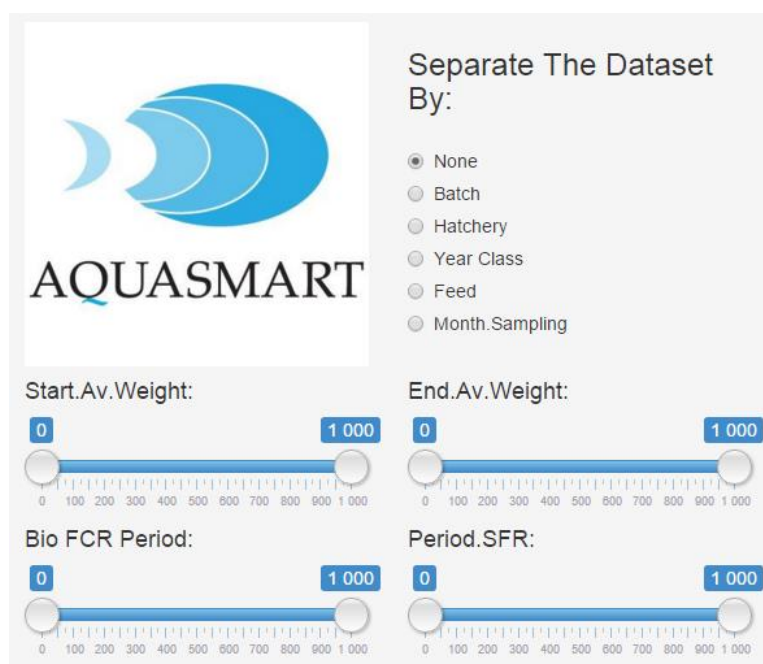 AQUASMART
Separate The Dataset
By:
None
Batch
Hatchery
Year Class
Feed
Month.Sampling
Start.Av.Weight:
0 1 000
0 100 200 300 400 500 600 700 800 900 1 000
End.Av.Weight:
0 1 000
0 100 200 300 400 500 600 700 800 900 1 000
Bio FCR Period:
0 1 000
0 100 200 300 400 500 600 700 800 900 1 000
Period.SFR:
0 1 000
0 100 200 300 400 500 600 700 800 900 1 000